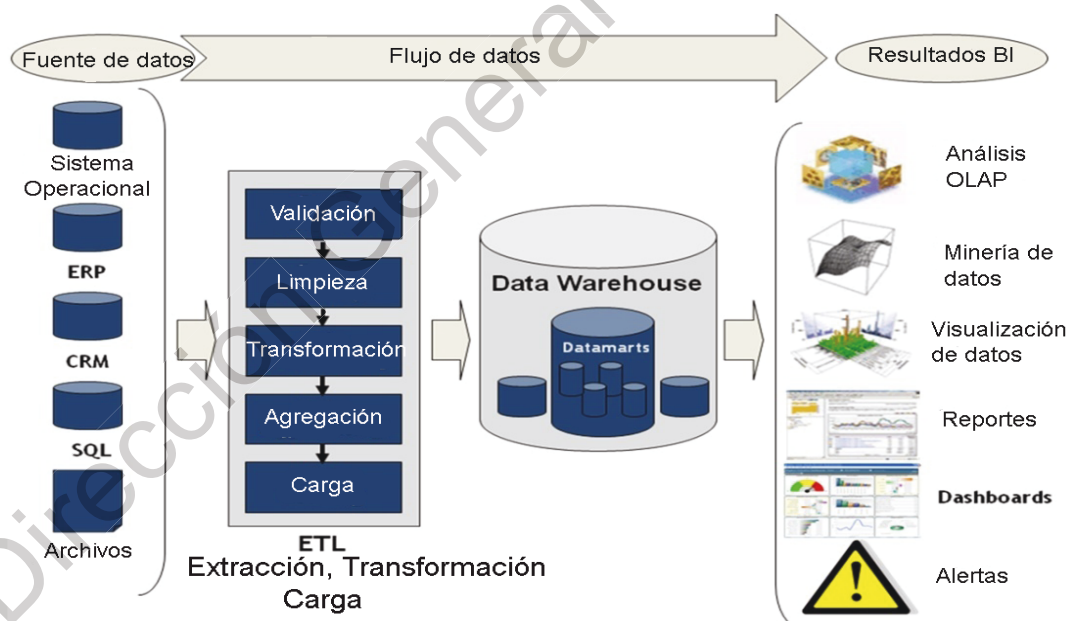 Fuente de datos
Flujo de datos
Resultados BI
Sistema
Operacional
ERP
CRM
SQL
Archivos
Validación
Limpieza
Transformación
Agregación
Carga
ETL
Extracción, Transformación
Carga
Data Warehouse
Datamarts
Análisis
OLAP
Minería de
datos
Visualización
de datos
Reportes
Dashboards
Alertas
Dirección General